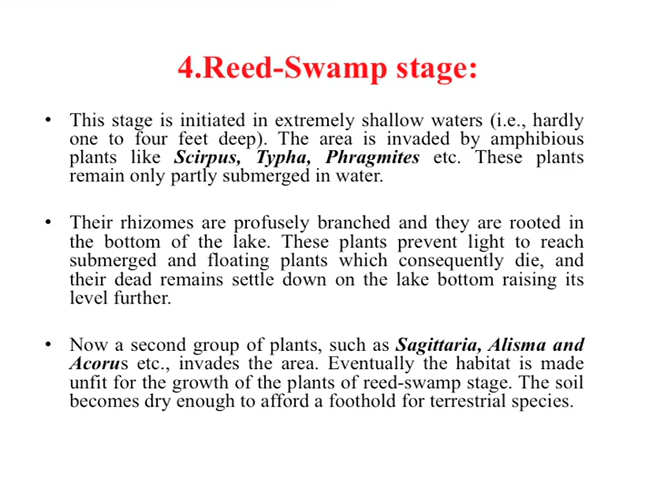 4.Reed-Swamp stage:
• This stage is initiated in extremely shallow waters (i.e., hardly
one to four feet deep). The area is invaded by amphibious
plants like Scirpus, Typha, Phragmites etc. These plants
remain only partly submerged in water.
• Their rhizomes are profusely branched and they are rooted in
the bottom of the lake. These plants prevent light to reach
submerged and floating plants which consequently die, and
their dead remains settle down on the lake bottom raising its
level further.
• Now a second group of plants, such as Sagittaria, Alisma and
Acorus etc., invades the area. Eventually the habitat is made
unfit for the growth of the plants of reed-swamp stage. The soil
becomes dry enough to afford a foothold for terrestrial species.